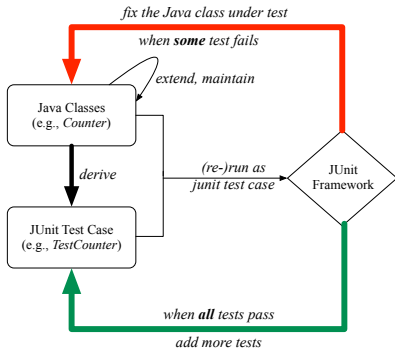 fix the Java class under test
when some test fails
extend, maintain
Java Classes
(e.g., Counter)
derive
(re-)run as
junit test case
JUnit
Framework
JUnit Test Case
(e.g., TestCounter)
when all tests pass
add more tests